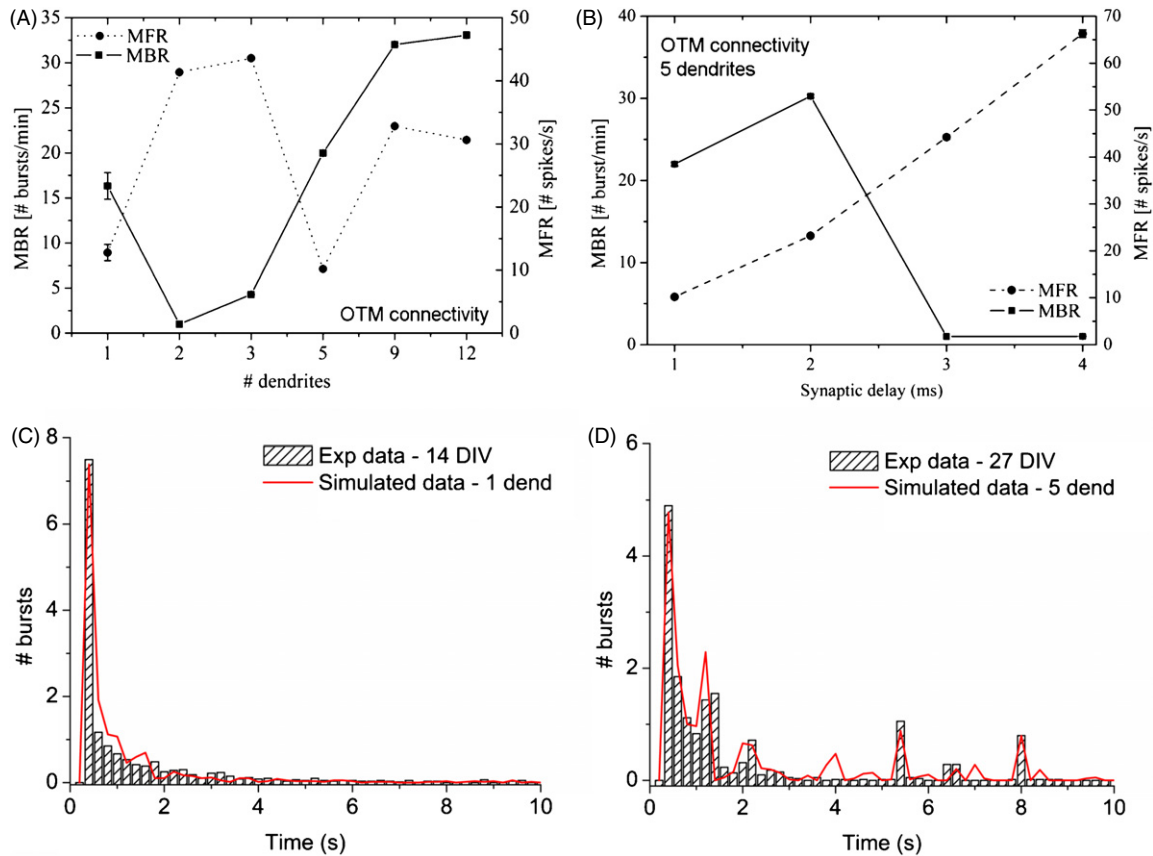 (A)
MFR
MBR
MBR [# bursts/min]
35
30
25
20
15
10
5
0
50
40
30
20
10
0
MFR [# spikes/s]
OTM connectivity
1 2 3 5 9 12
# dendrites
(B)
OTM connectivity
5 dendrites
MBR [# burst/min]
40
30
20
10
0
70
60
50
40
30
20
10
0
MFR [# spikes/s]
MFR
MBR
1 2 3 4
Synaptic delay (ms)
(C)
Exp data - 14 DIV
Simulated data - 1 dend
# bursts
8
6
4
2
0
0 2 4 6 8 10
Time (s)
(D)
Exp data - 27 DIV
Simulated data - 5 dend
# bursts
6
4
2
0
0 2 4 6 8 10
Time (s)